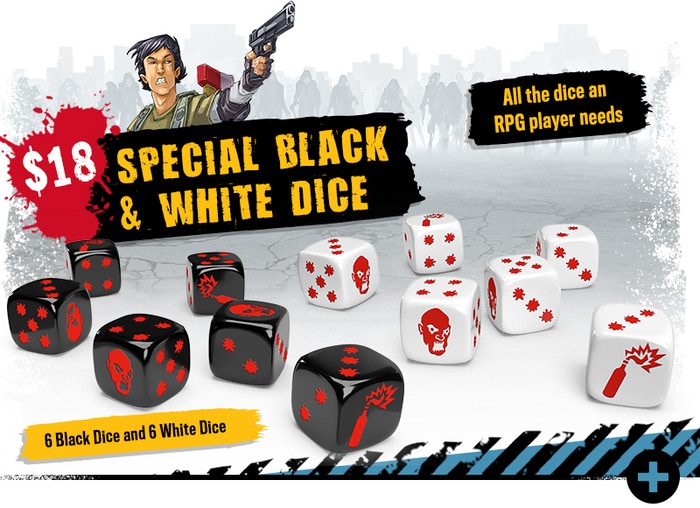 All the dice an
RPG player needs
$18
SPECIAL BLACK
& WHITE DICE
6 Black Dice and 6 White Dice